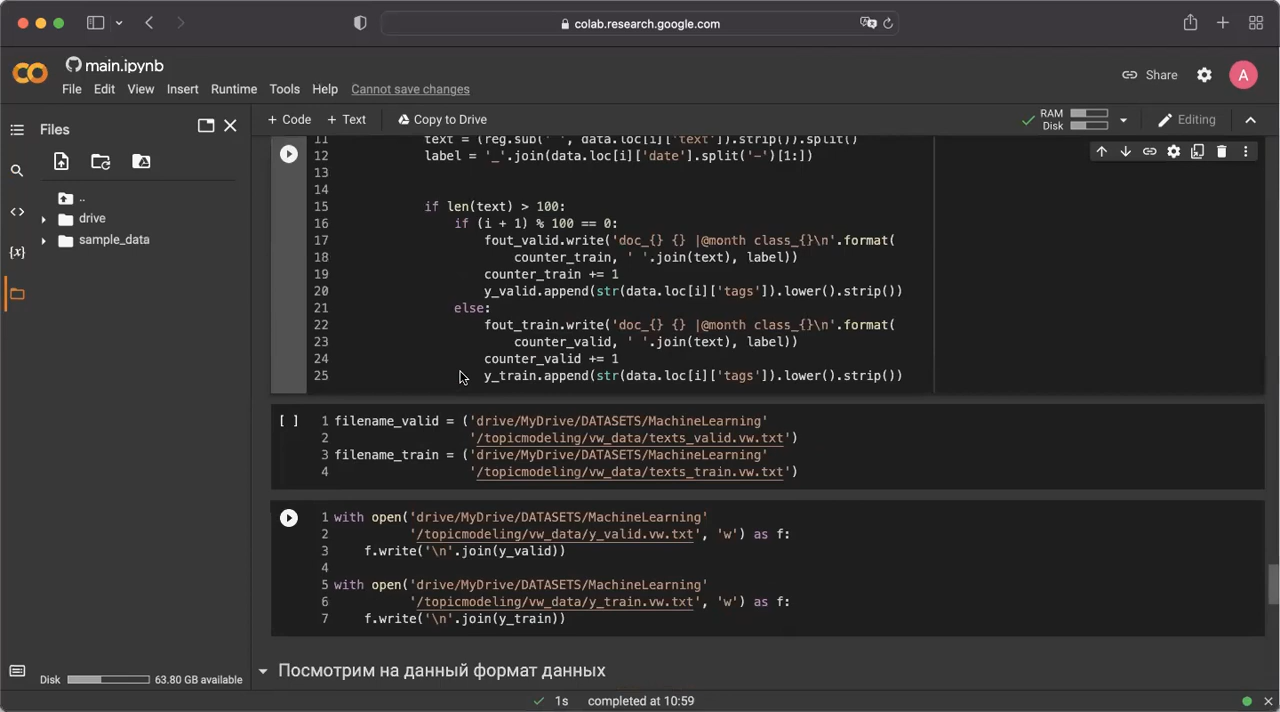 colab.research.google.com
main.ipynb
File Edit View Insert Runtime Tools Help Cannot save changes
Share
A
Files
+ Code + Text Copy to Drive
RAM
Disk
Editing
..
drive
sample_data
{x}
Disk 63.80 GB available
11 text = (reg.sub(' ', data.loc[i]['text']).strip()).split()
12 label = '_'.join(data.loc[i]['date'].split('-')[1:])
13
14
15 if len(text) > 100:
16 if (i + 1) % 100 == 0:
17 fout_valid.write('doc_{} {} |@month class_{}\n'.format(
18 counter_train, ' '.join(text), label))
19 counter_train += 1
20 y_valid.append(str(data.loc[i]['tags']).lower().strip())
21 else:
22 fout_train.write('doc_{} {} |@month class_{}\n'.format(
23 counter_valid, ' '.join(text), label))
24 counter_valid += 1
25 y_train.append(str(data.loc[i]['tags']).lower().strip())
[ ] 1 filename_valid = ('drive/MyDrive/DATASETS/MachineLearning'
2 '/topicmodeling/vw_data/texts_valid.vw.txt')
3 filename_train = ('drive/MyDrive/DATASETS/MachineLearning'
4 '/topicmodeling/vw_data/texts_train.vw.txt')
1 with open('drive/MyDrive/DATASETS/MachineLearning'
2 '/topicmodeling/vw_data/y_valid.vw.txt', 'w') as f:
3 f.write('\n'.join(y_valid))
4
5 with open('drive/MyDrive/DATASETS/MachineLearning'
6 '/topicmodeling/vw_data/y_train.vw.txt', 'w') as f:
7 f.write('\n'.join(y_train))
Посмотрим на данный формат данных
1s completed at 10:59